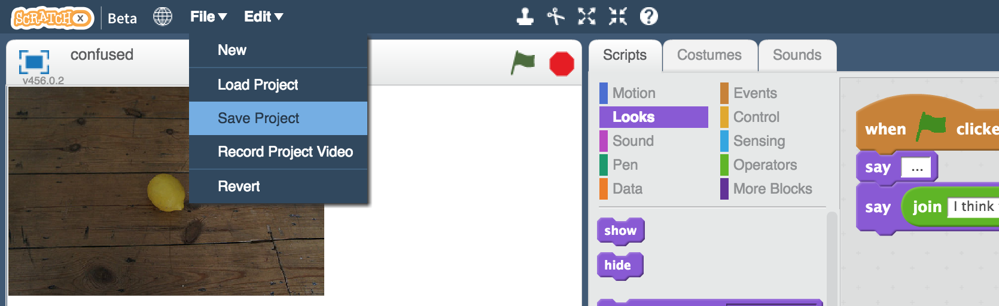 SCRATCH X Beta File Edit ?
confused
v456.0.2
New
Load Project
Save Project
Record Project Video
Revert
Scripts Costumes Sounds
Motion Events
Looks Control
Sound Sensing
Pen Operators
Data More Blocks
show
hide
when clicke
say ...
say join I think